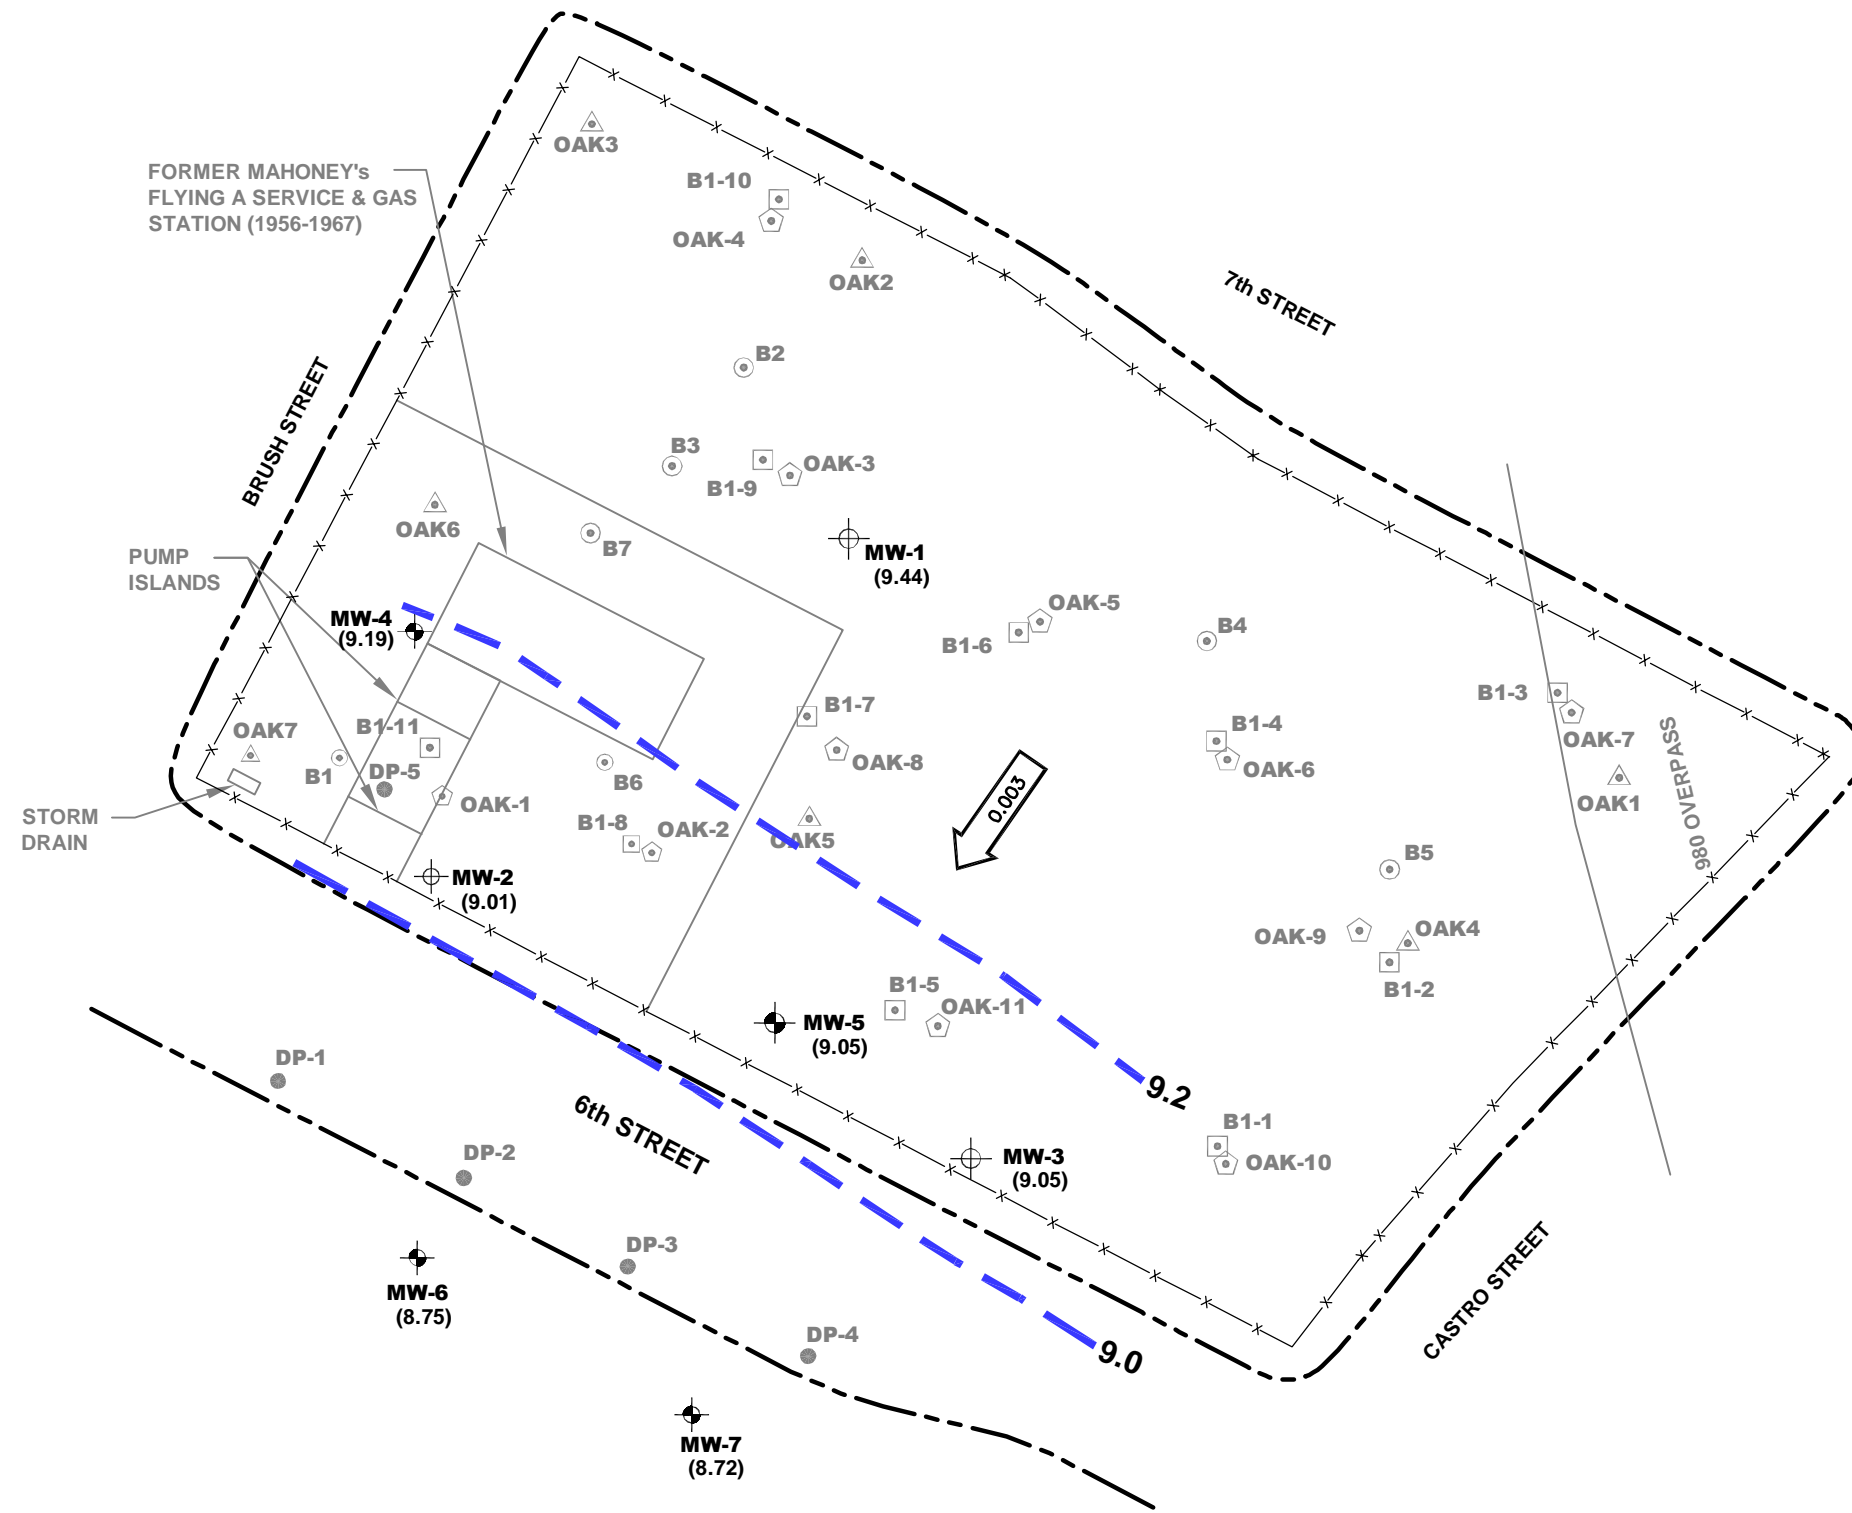 OAK3
FORMER MAHONEY's
FLYING A SERVICE & GAS
STATION (1956-1967)
B1-10
OAK-4
OAK2
7th STREET
B2
BRUSH STREET
B3
OAK-3
B1-9
OAK6
B7
MW-1
(9.44)
PUMP
ISLANDS
MW-4
(9.19)
OAK-5
B1-6
B4
B1-3
OAK-7
980 OVERPASS
OAK1
B1-7
OAK-8
B1-4
OAK-6
OAK7
B1-11
B1
DP-5
OAK-1
B6
B1-8
OAK-2
OAK5
0.003
STORM
DRAIN
MW-2
(9.01)
B5
OAK-9
OAK4
B1-2
B1-5
OAK-11
MW-5
(9.05)
DP-1
9.2
6th STREET
B1-1
OAK-10
DP-2
MW-3
(9.05)
DP-3
MW-6
(8.75)
CASTRO STREET
DP-4
9.0
MW-7
(8.72)